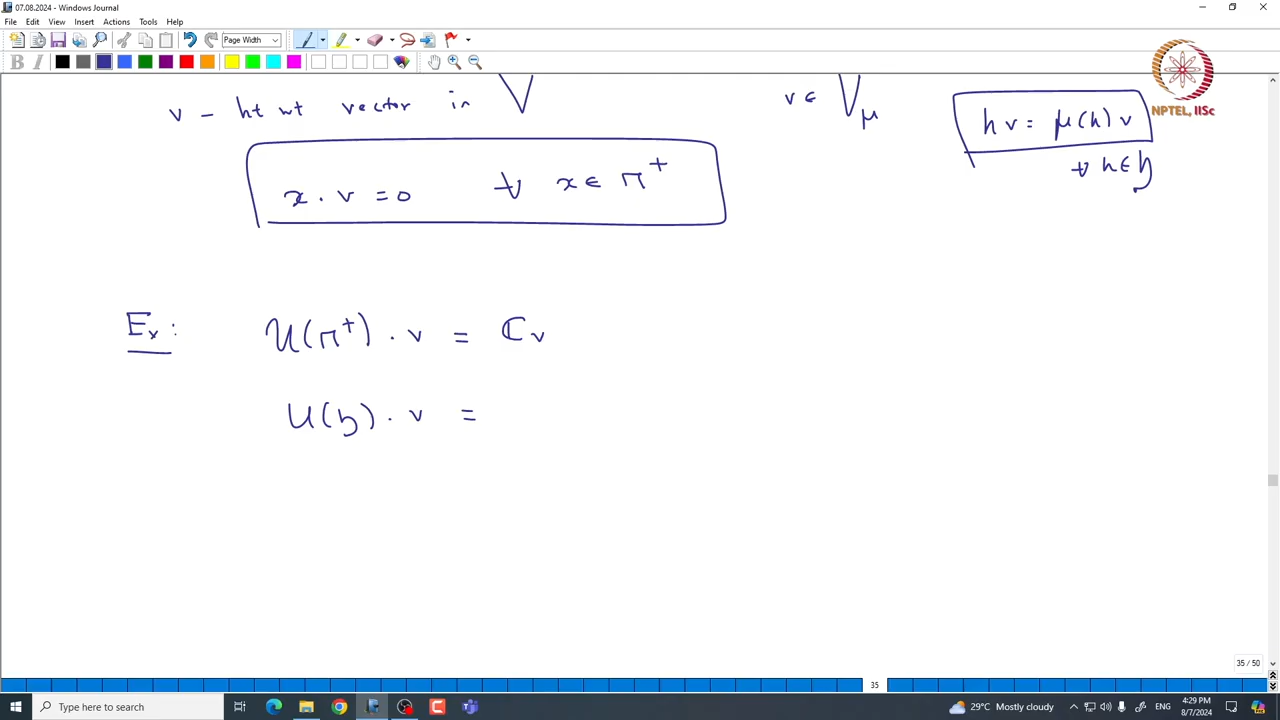 07.08.2024 - Windows Journal
File Edit View Insert Actions Tools Help
Page Width
B I
NPTEL, IISc
v - ht wt vector in V v ∈ V_μ
hv = μ(h) v
∀ h ∈ 𝔥
x . v = 0 ∀ x ∈ π⁺
Ex: U(π⁺) . v = ℂv
U(𝔥) . v =
35 / 50
35
Type here to search
29°C Mostly cloudy
ENG
4:29 PM
8/7/2024